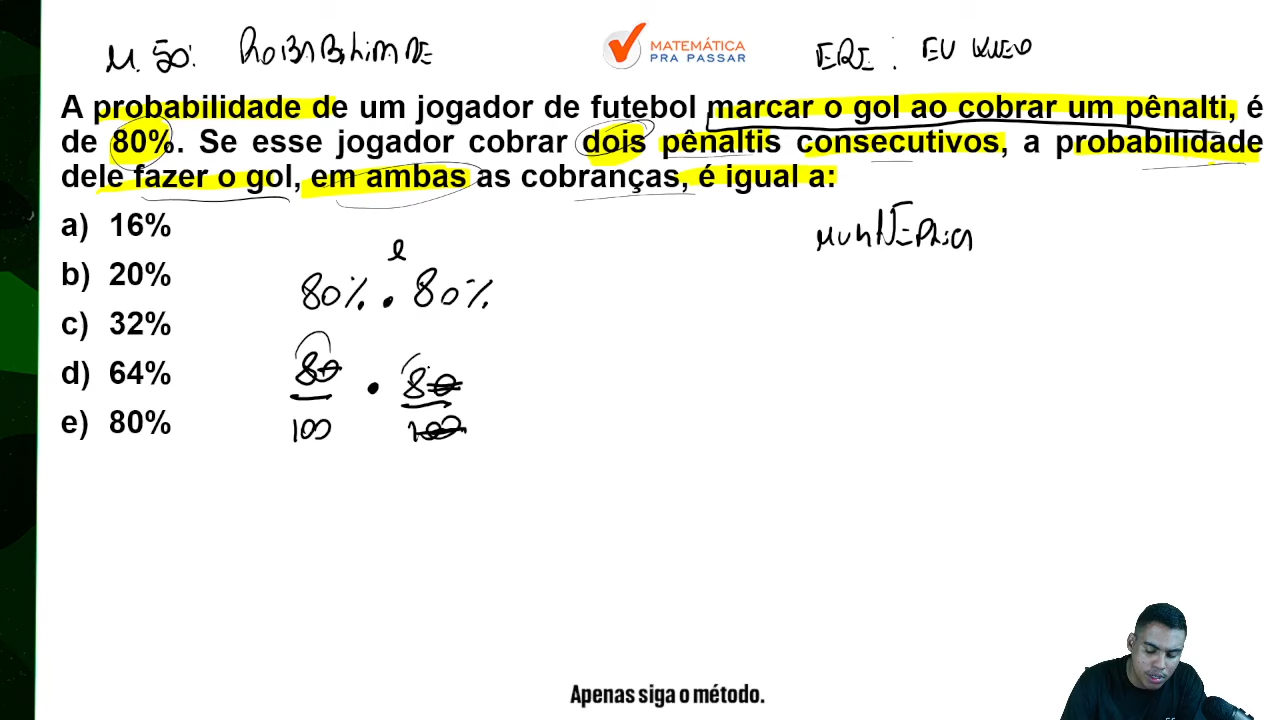 M. 50: PROBABILIDADE
MATEMÁTICA
PRA PASSAR
EU QUERO
A probabilidade de um jogador de futebol marcar o gol ao cobrar um pênalti, é
de 80%. Se esse jogador cobrar dois pênaltis consecutivos, a probabilidade
dele fazer o gol, em ambas as cobranças, é igual a:
a) 16%
b) 20%
c) 32%
d) 64%
e) 80%
MULTIPLICA
e
80% . 80%
80 . 80
100 100
Apenas siga o método.